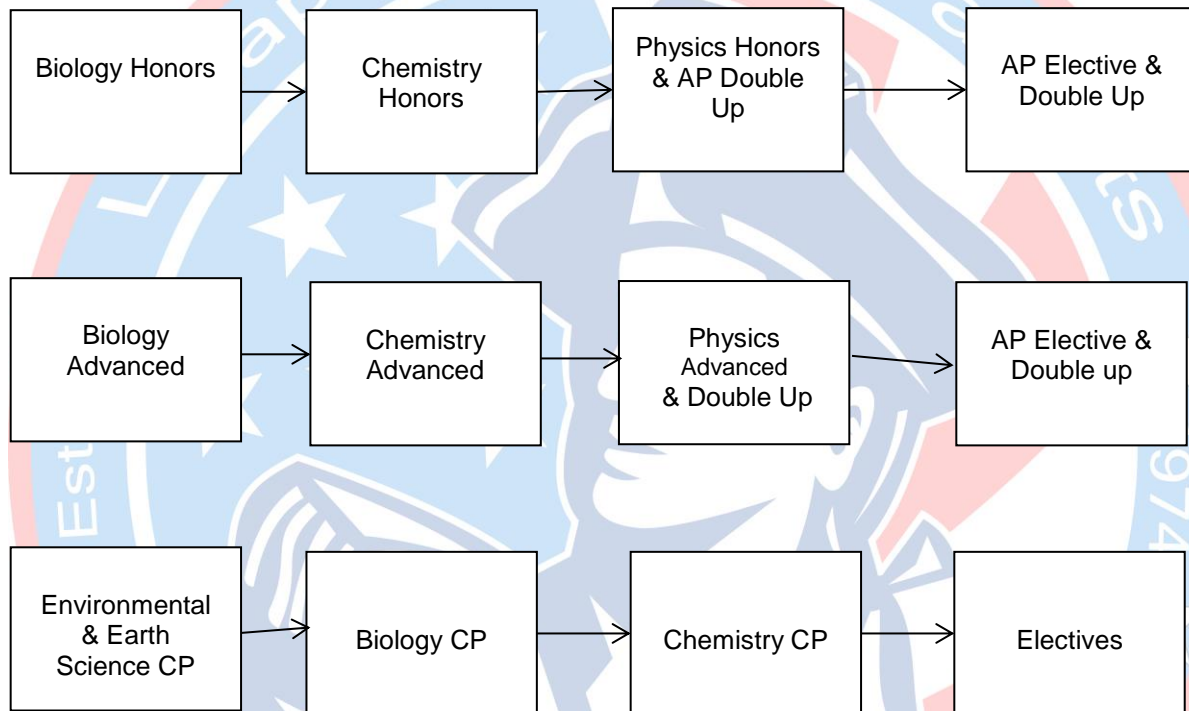 Biology Honors
Chemistry
Honors
Physics Honors
& AP Double
Up
AP Elective &
Double Up
Biology
Advanced
Chemistry
Advanced
Physics
Advanced
& Double Up
AP Elective &
Double up
Environmental
& Earth
Science CP
Biology CP
Chemistry CP
Electives